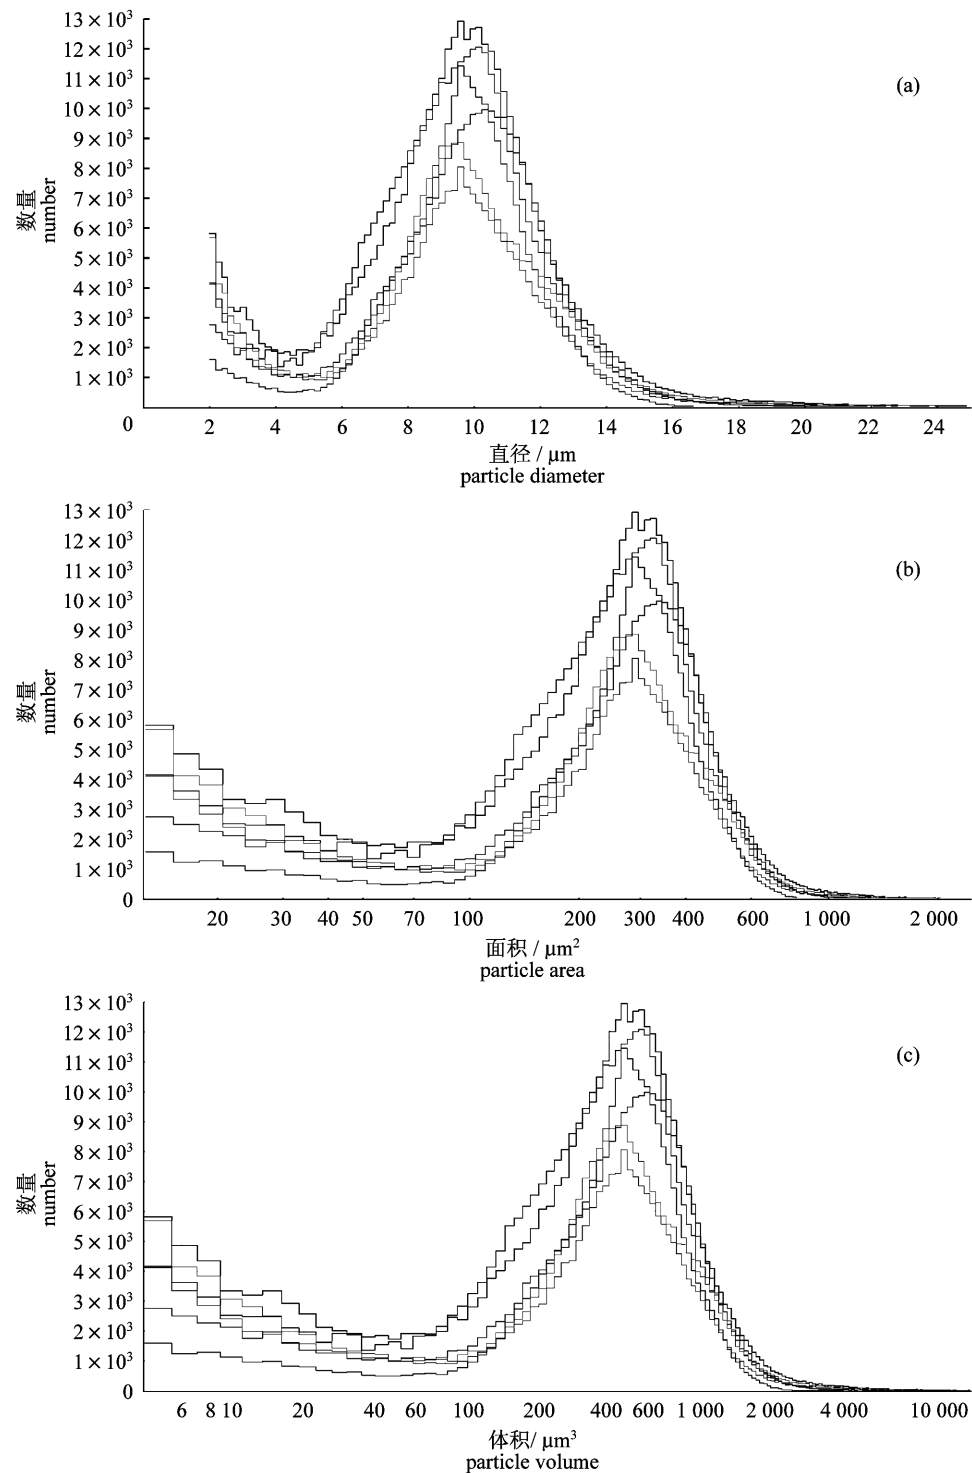 13 × 10³
12 × 10³
11 × 10³
10 × 10³
9 × 10³
8 × 10³
7 × 10³
6 × 10³
5 × 10³
4 × 10³
3 × 10³
2 × 10³
1 × 10³
0
数量
number
(a)
2 4 6 8 10 12 14 16 18 20 22 24
直径 / μm
particle diameter
13 × 10³
12 × 10³
11 × 10³
10 × 10³
9 × 10³
8 × 10³
7 × 10³
6 × 10³
5 × 10³
4 × 10³
3 × 10³
2 × 10³
1 × 10³
0
数量
number
(b)
20 30 40 50 70 100 200 300 400 600 1 000 2 000
面积 / μm²
particle area
13 × 10³
12 × 10³
11 × 10³
10 × 10³
9 × 10³
8 × 10³
7 × 10³
6 × 10³
5 × 10³
4 × 10³
3 × 10³
2 × 10³
1 × 10³
0
数量
number
(c)
6 8 10 20 40 60 100 200 400 600 1 000 2 000 4 000 10 000
体积/ μm³
particle volume